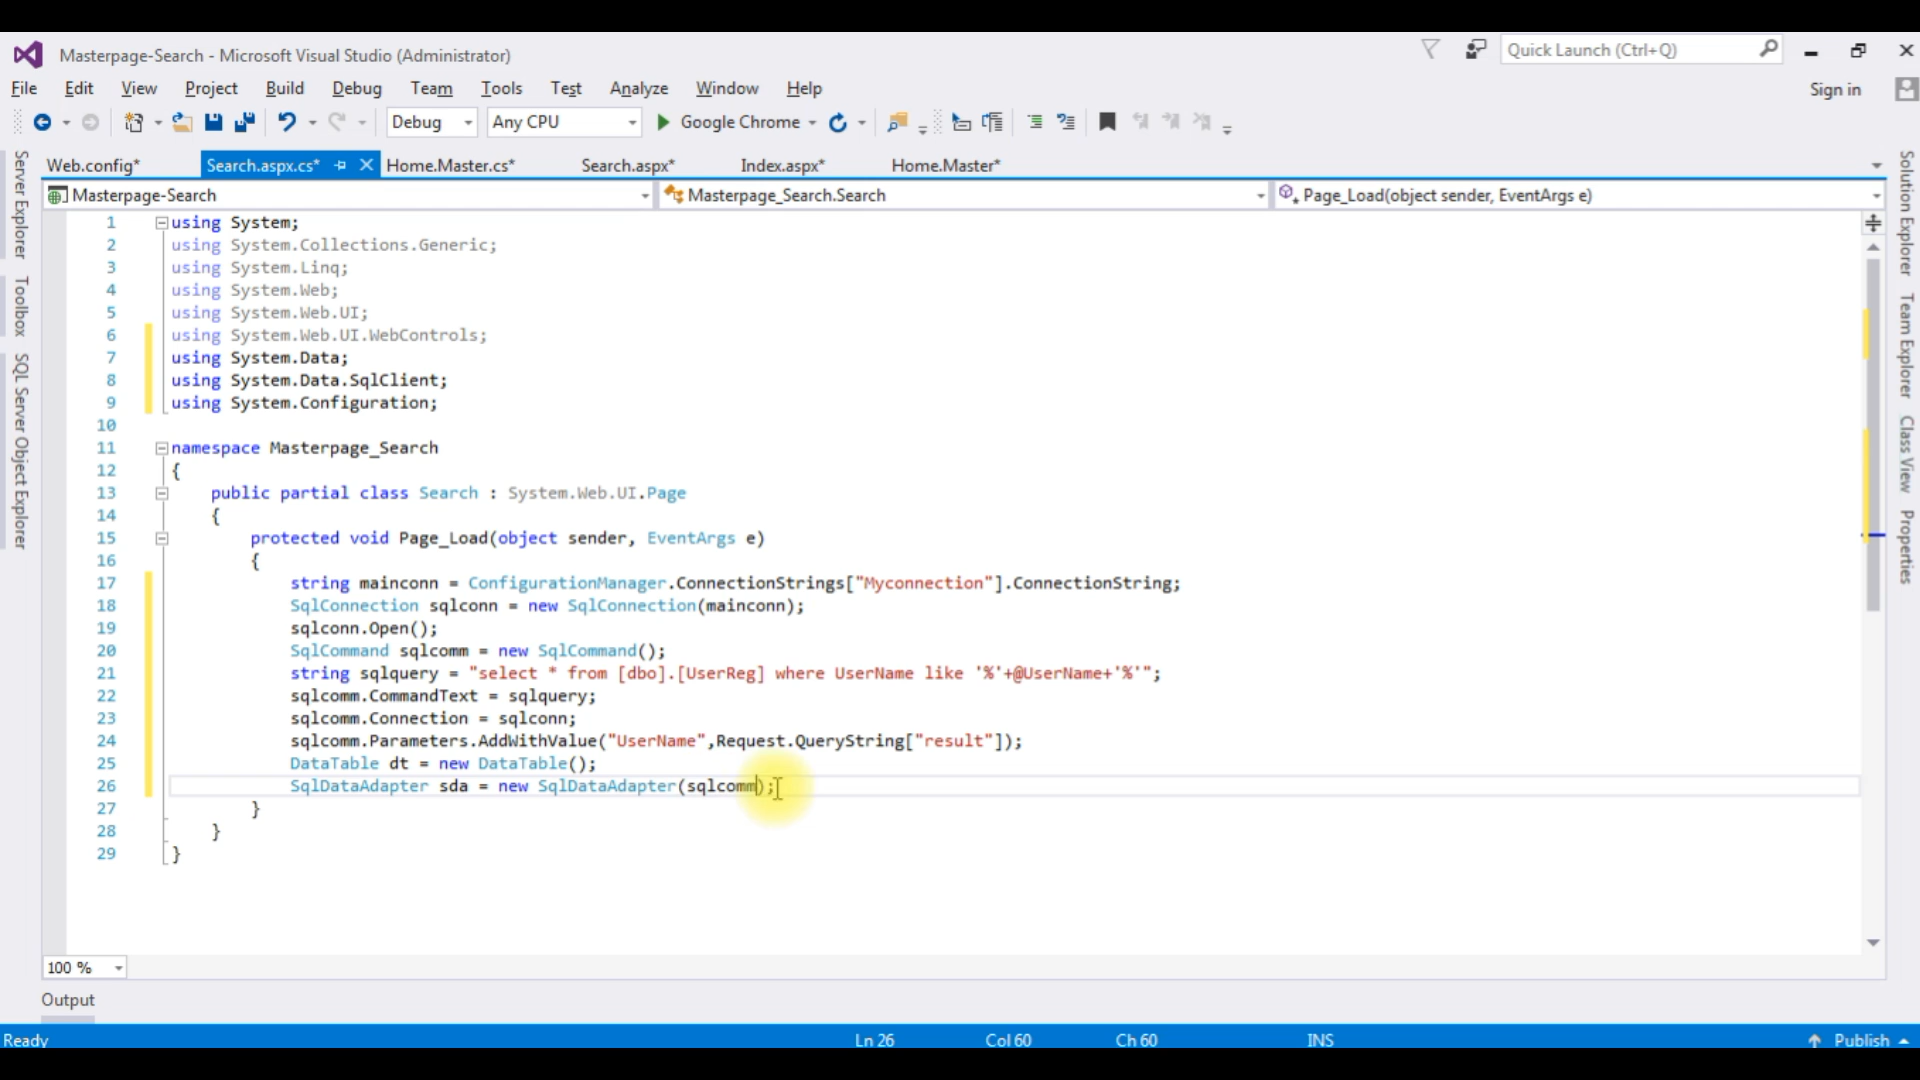 Masterpage-Search - Microsoft Visual Studio (Administrator)
Quick Launch (Ctrl+Q)
File Edit View Project Build Debug Team Tools Test Analyze Window Help
Sign in
Debug Any CPU Google Chrome
Web.config* Search.aspx.cs* Home.Master.cs* Search.aspx* Index.aspx* Home.Master*
Masterpage-Search Masterpage_Search.Search Page_Load(object sender, EventArgs e)
Server Explorer
Toolbox
SQL Server Object Explorer
1 using System;
2 using System.Collections.Generic;
3 using System.Linq;
4 using System.Web;
5 using System.Web.UI;
6 using System.Web.UI.WebControls;
7 using System.Data;
8 using System.Data.SqlClient;
9 using System.Configuration;
10
11 namespace Masterpage_Search
12 {
13 public partial class Search : System.Web.UI.Page
14 {
15 protected void Page_Load(object sender, EventArgs e)
16 {
17 string mainconn = ConfigurationManager.ConnectionStrings["Myconnection"].ConnectionString;
18 SqlConnection sqlconn = new SqlConnection(mainconn);
19 sqlconn.Open();
20 SqlCommand sqlcomm = new SqlCommand();
21 string sqlquery = "select * from [dbo].[UserReg] where UserName like '%'+@UserName+'%'";
22 sqlcomm.CommandText = sqlquery;
23 sqlcomm.Connection = sqlconn;
24 sqlcomm.Parameters.AddWithValue("UserName",Request.QueryString["result"]);
25 DataTable dt = new DataTable();
26 SqlDataAdapter sda = new SqlDataAdapter(sqlcomm);
27 }
28 }
29 }
Solution Explorer
Team Explorer
Class View
Properties
100 %
Output
Ready Ln 26 Col 60 Ch 60 INS Publish